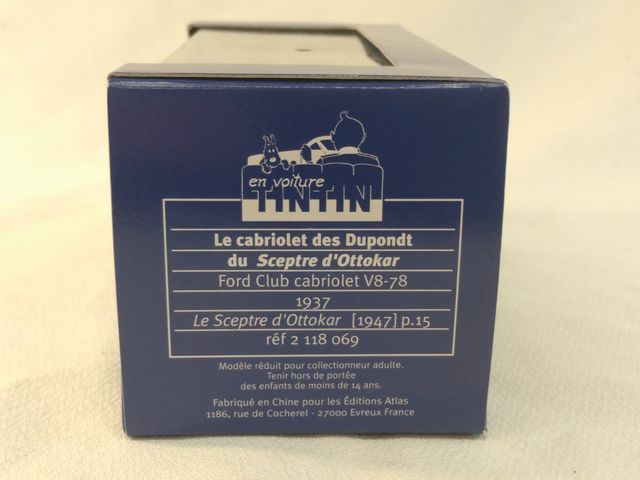 en voiture
TINTIN
Le cabriolet des Dupondt
du Sceptre d'Ottokar
Ford Club cabriolet V8-78
1937
Le Sceptre d'Ottokar [1947] p.15
réf 2 118 069
Modèle réduit pour collectionneur adulte.
Tenir hors de portée
des enfants de moins de 14 ans.
Fabriqué en Chine pour les Éditions Atlas
1186, rue de Cocherel - 27000 Evreux France